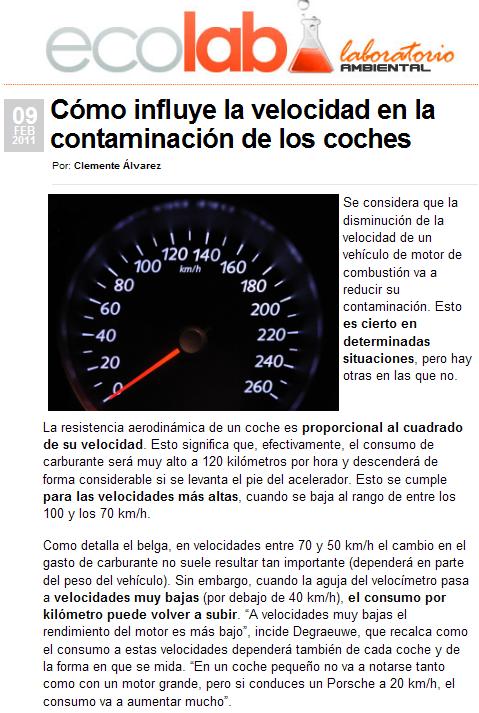 ecolab laboratorio
AMBIENTAL
09
FEB
2011
Cómo influye la velocidad en la
contaminación de los coches
Por: Clemente Álvarez
Se considera que la
disminución de la
velocidad de un
vehículo de motor de
combustión va a
reducir su
contaminación. Esto
es cierto en
determinadas
situaciones, pero hay
otras en las que no.
0
20
40
60
80
100
120
140
160
180
200
220
240
260
km/h
La resistencia aerodinámica de un coche es proporcional al cuadrado
de su velocidad. Esto significa que, efectivamente, el consumo de
carburante será muy alto a 120 kilómetros por hora y descenderá de
forma considerable si se levanta el pie del acelerador. Esto se cumple
para las velocidades más altas, cuando se baja al rango de entre los
100 y los 70 km/h.
Como detalla el belga, en velocidades entre 70 y 50 km/h el cambio en el
gasto de carburante no suele resultar tan importante (dependerá en parte
del peso del vehículo). Sin embargo, cuando la aguja del velocímetro pasa
a velocidades muy bajas (por debajo de 40 km/h), el consumo por
kilómetro puede volver a subir. “A velocidades muy bajas el
rendimiento del motor es más bajo”, incide Degraeuwe, que recalca como
el consumo a estas velocidades dependerá también de cada coche y de
la forma en que se mida. “En un coche pequeño no va a notarse tanto
como con un motor grande, pero si conduces un Porsche a 20 km/h, el
consumo va a aumentar mucho”.